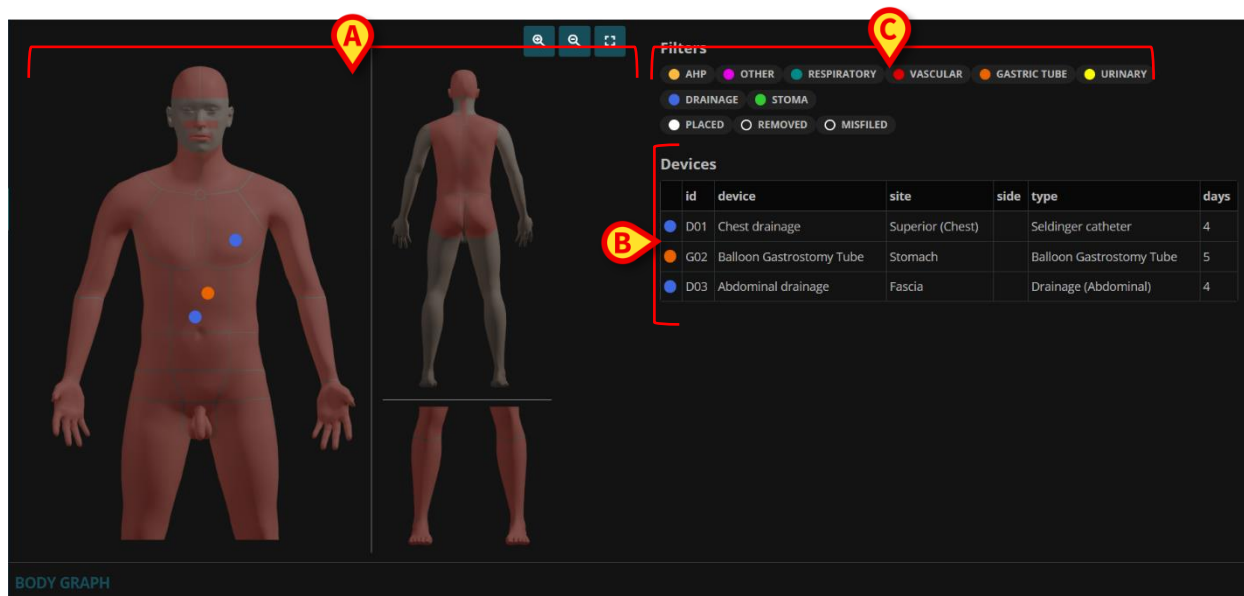 A
C
Filters
AHP OTHER RESPIRATORY VASCULAR GASTRIC TUBE URINARY
DRAINAGE STOMA
PLACED REMOVED MISFILED
Devices
id device site side type days
D01 Chest drainage Superior (Chest) Seldinger catheter 4
B
G02 Balloon Gastrostomy Tube Stomach Balloon Gastrostomy Tube 5
D03 Abdominal drainage Fascia Drainage (Abdominal) 4
BODY GRAPH